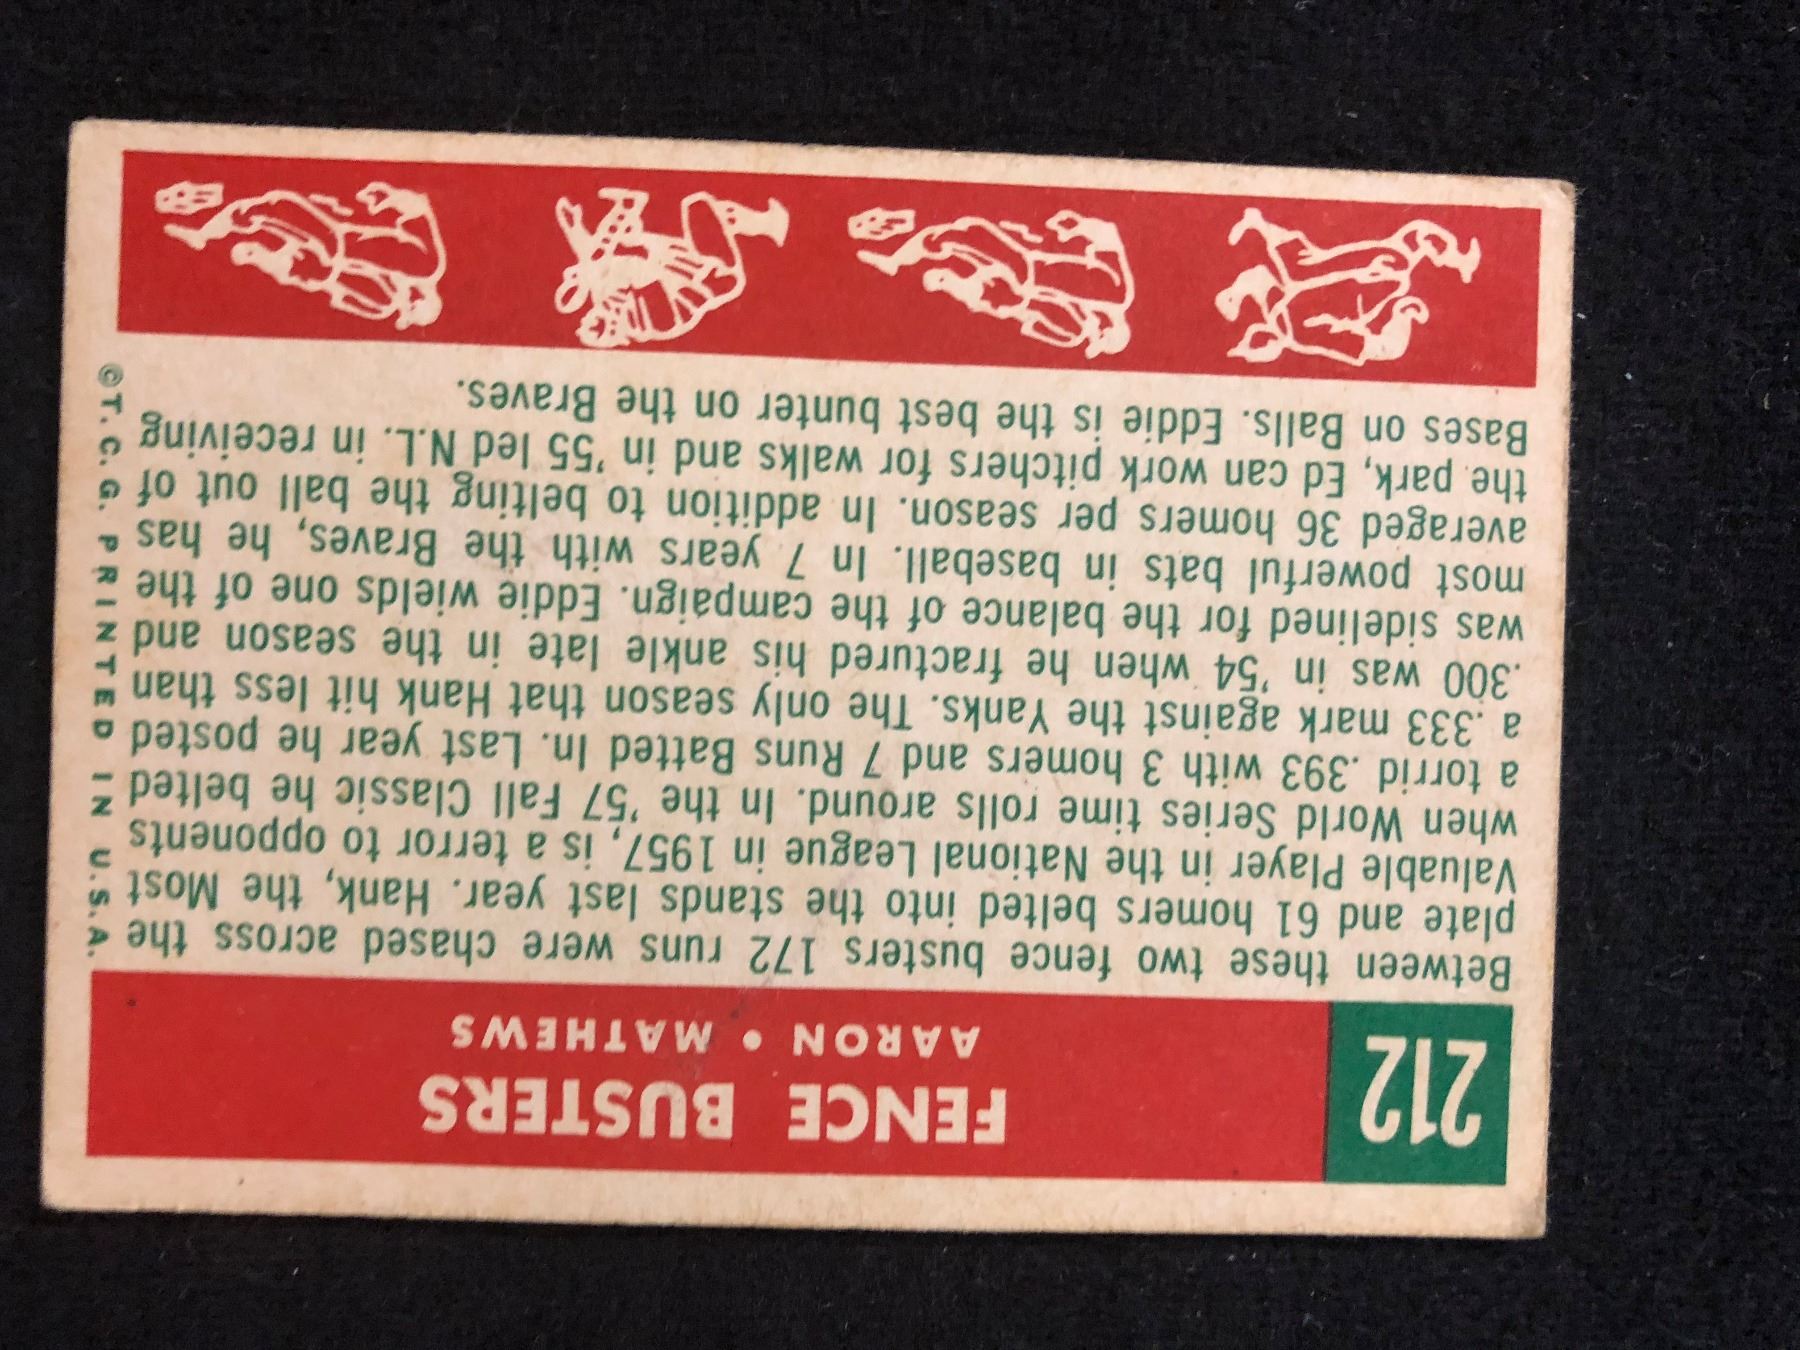 212
FENCE BUSTERS
AARON • MATHEWS
Between these two fence busters 172 runs were chased across the
plate and 61 homers belted into the stands last year. Hank, the Most
Valuable Player in the National League in 1957, is a terror to opponents
when World Series time rolls around. In the '57 Fall Classic he belted
a torrid .393 with 3 homers and 7 Runs Batted In. Last year he posted
a .333 mark against the Yanks. The only season that Hank hit less than
.300 was in '54 when he fractured his ankle late in the season and
was sidelined for the balance of the campaign. Eddie wields one of the
most powerful bats in baseball. In 7 years with the Braves, he has
averaged 36 homers per season. In addition to belting the ball out of
the park, Ed can work pitchers for walks and in '55 led N.L. in receiving
Bases on Balls. Eddie is the best bunter on the Braves.
©T. C. G. PRINTED IN U.S.A.